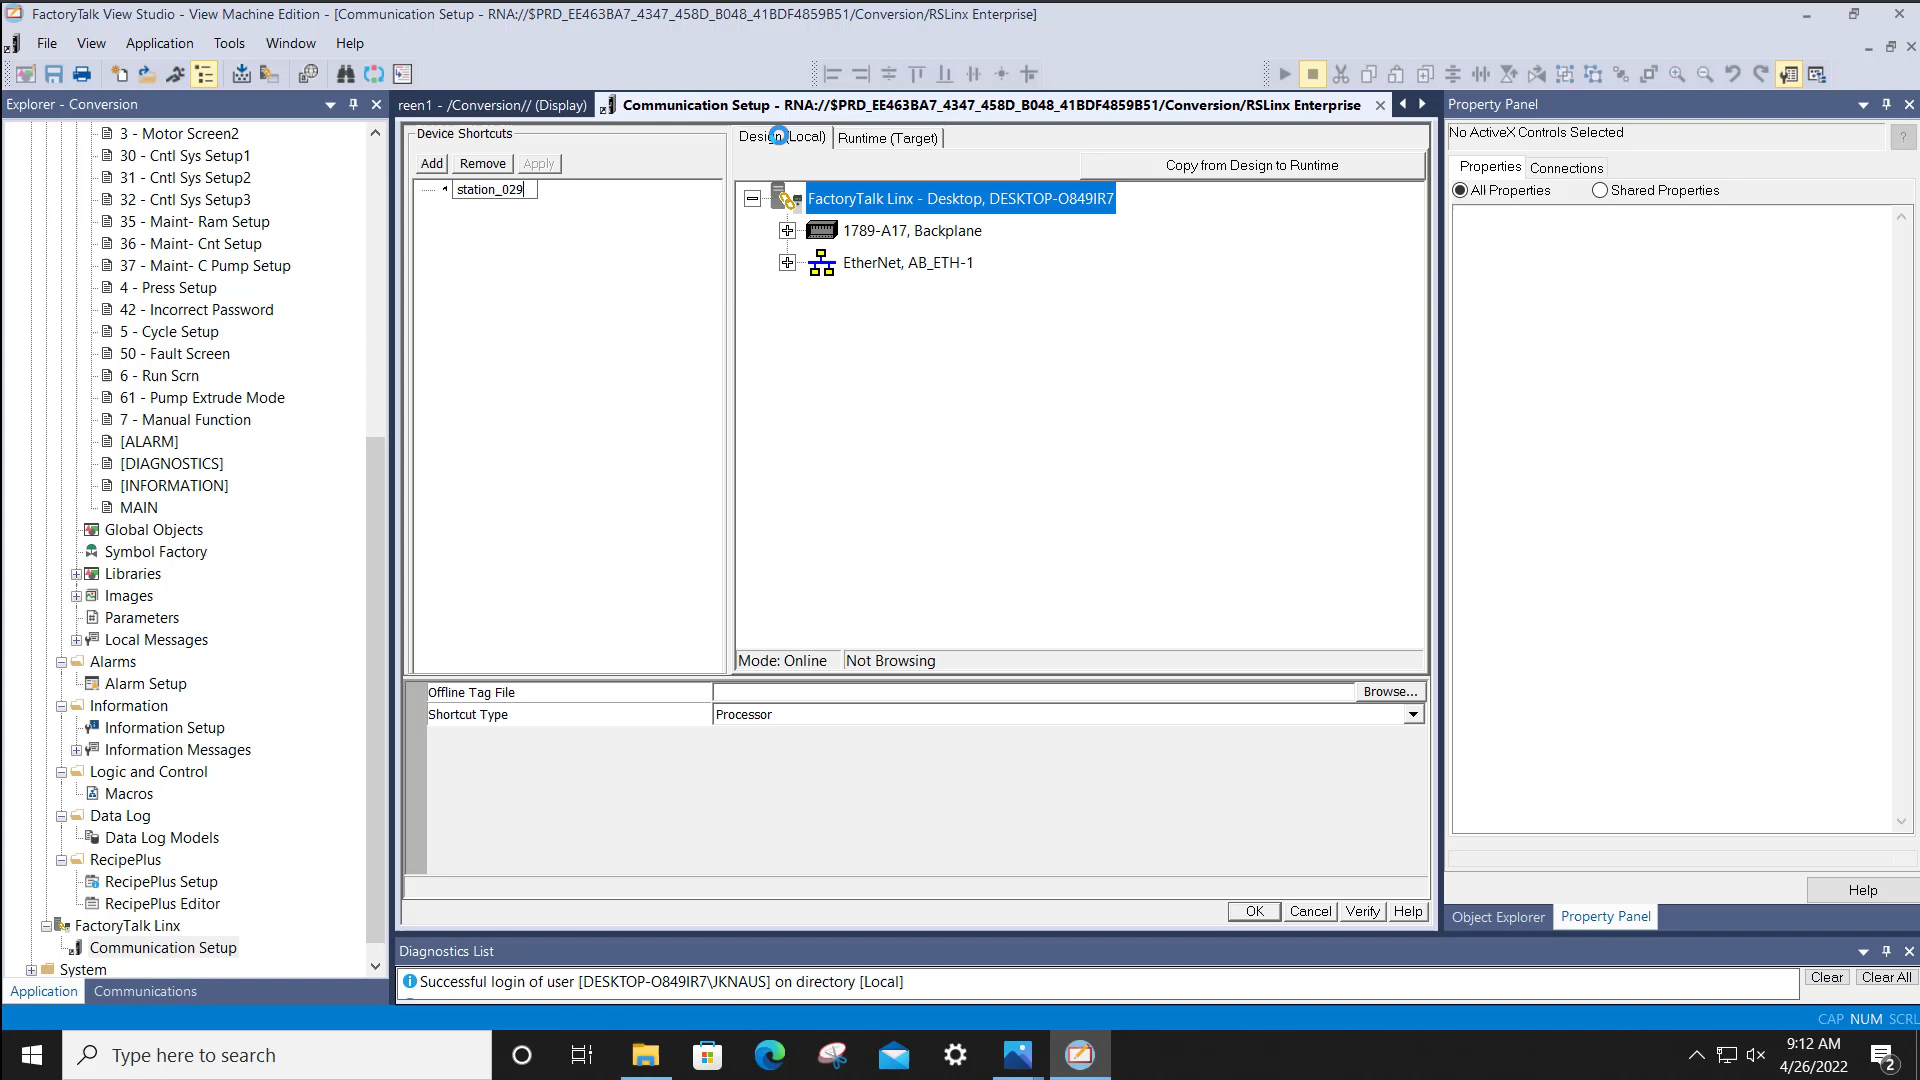 FactoryTalk View Studio - View Machine Edition - [Communication Setup - RNA://$PRD_EE463BA7_4347_458D_B048_41BDF4859B51/Conversion/RSLinx Enterprise]
File View Application Tools Window Help
Explorer - Conversion
3 - Motor Screen2
30 - Cntl Sys Setup1
31 - Cntl Sys Setup2
32 - Cntl Sys Setup3
35 - Maint- Ram Setup
36 - Maint- Cnt Setup
37 - Maint- C Pump Setup
4 - Press Setup
42 - Incorrect Password
5 - Cycle Setup
50 - Fault Screen
6 - Run Scrn
61 - Pump Extrude Mode
7 - Manual Function
[ALARM]
[DIAGNOSTICS]
[INFORMATION]
MAIN
Global Objects
Symbol Factory
Libraries
Images
Parameters
Local Messages
Alarms
Alarm Setup
Information
Information Setup
Information Messages
Logic and Control
Macros
Data Log
Data Log Models
RecipePlus
RecipePlus Setup
RecipePlus Editor
FactoryTalk Linx
Communication Setup
System
Application Communications
reen1 - /Conversion// (Display) Communication Setup - RNA://$PRD_EE463BA7_4347_458D_B048_41BDF4859B51/Conversion/RSLinx Enterprise
Device Shortcuts
Add Remove Apply
station_029
Design (Local) Runtime (Target)
Copy from Design to Runtime
FactoryTalk Linx - Desktop, DESKTOP-O849IR7
1789-A17, Backplane
EtherNet, AB_ETH-1
Mode: Online Not Browsing
Offline Tag File Browse...
Shortcut Type Processor
OK Cancel Verify Help
Property Panel
No ActiveX Controls Selected
?
Properties Connections
All Properties Shared Properties
Help
Object Explorer Property Panel
Diagnostics List
Successful login of user [DESKTOP-O849IR7\JKNAUS] on directory [Local]
Clear Clear All
CAP NUM SCRL
Type here to search
9:12 AM
4/26/2022
2